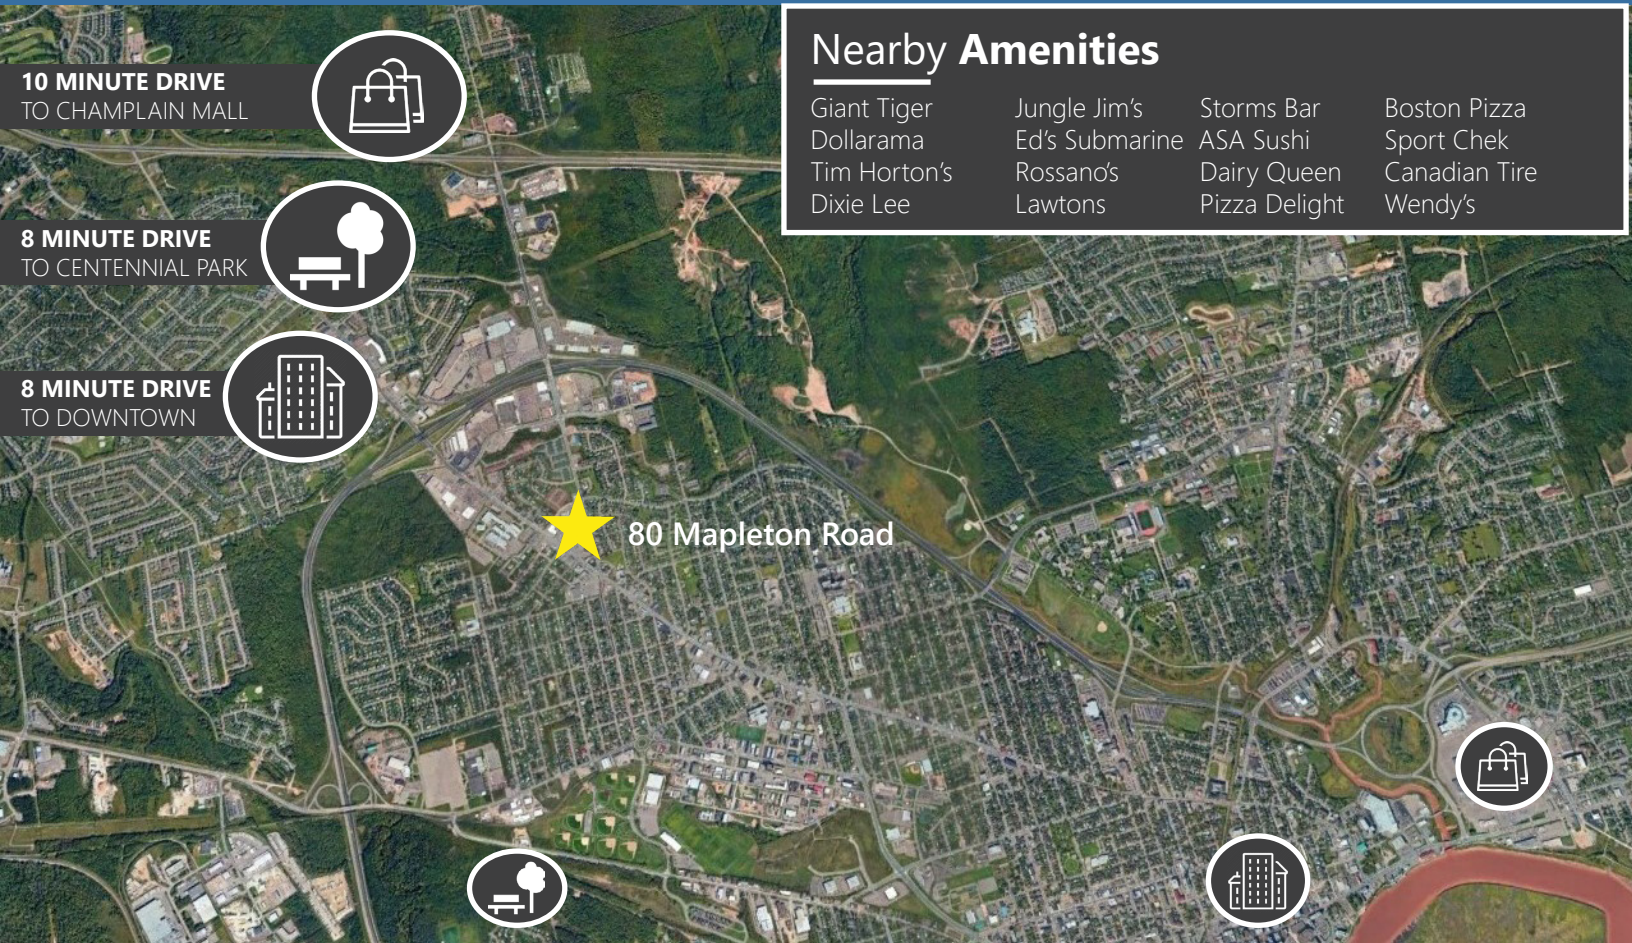 10 MINUTE DRIVE
TO CHAMPLAIN MALL
8 MINUTE DRIVE
TO CENTENNIAL PARK
8 MINUTE DRIVE
TO DOWNTOWN
Nearby Amenities
Giant Tiger
Dollarama
Tim Horton's
Dixie Lee
Jungle Jim's
Ed's Submarine
Rossano's
Lawtons
Storms Bar
ASA Sushi
Dairy Queen
Pizza Delight
Boston Pizza
Sport Chek
Canadian Tire
Wendy's
80 Mapleton Road